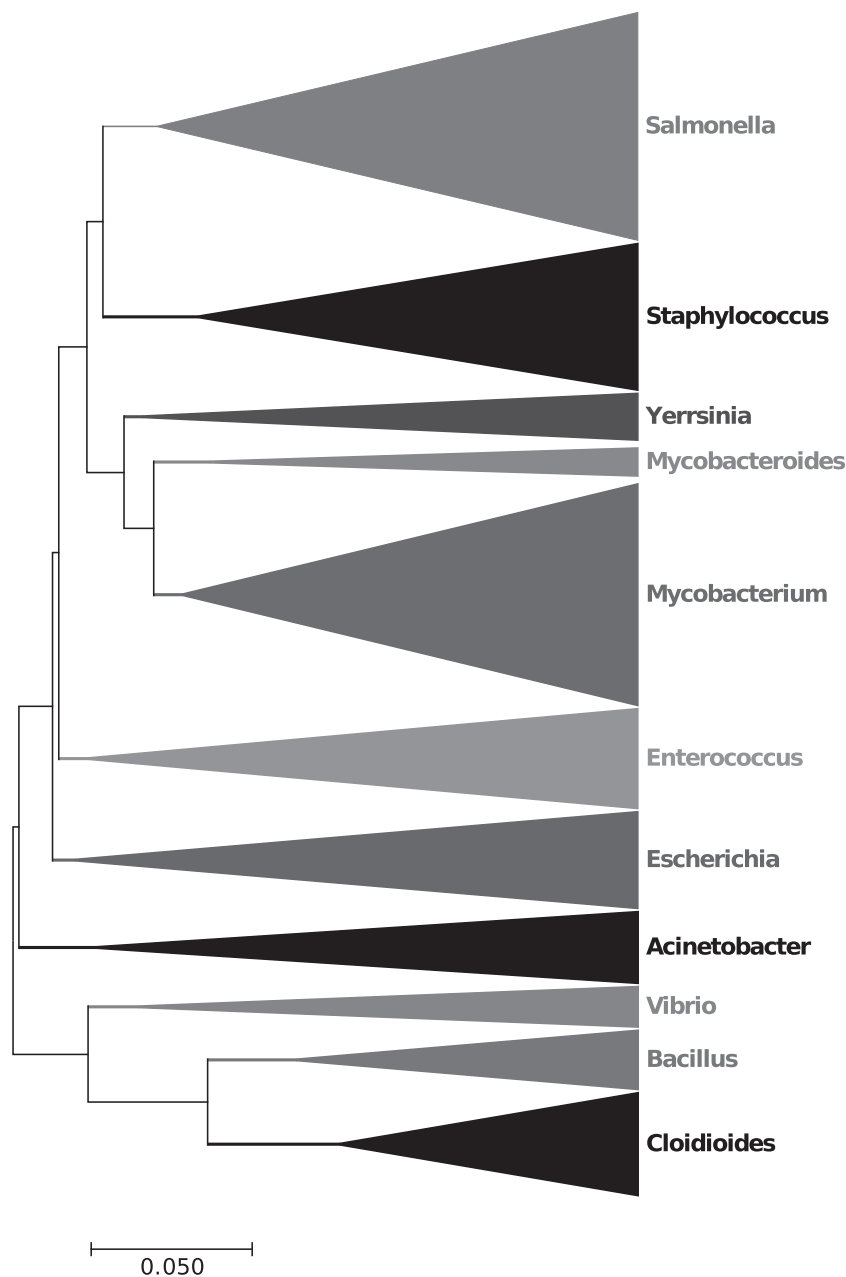 Salmonella
Staphylococcus
Yerrsinia
Mycobacteroides
Mycobacterium
Enterococcus
Escherichia
Acinetobacter
Vibrio
Bacillus
Cloidioides
0.050